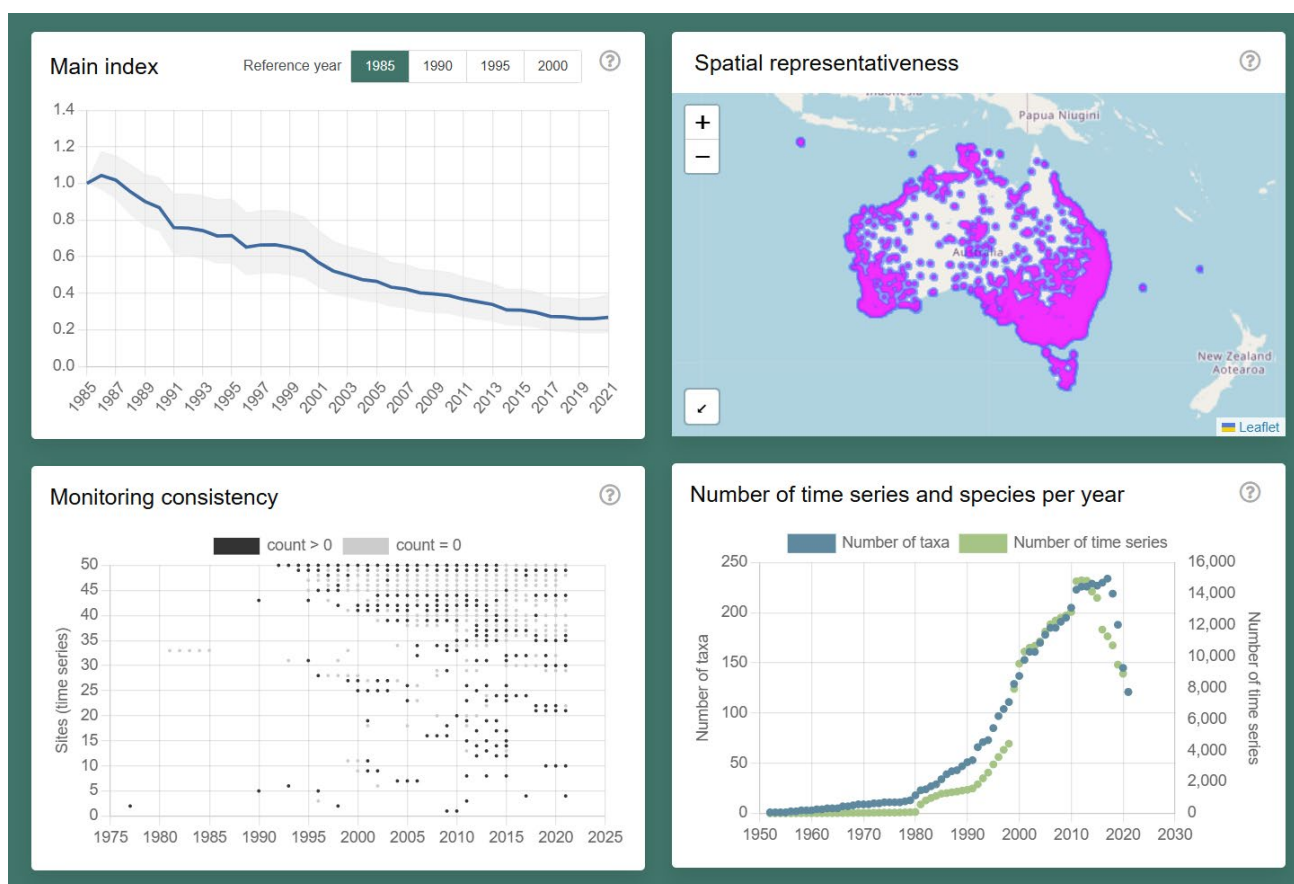 Main index
Reference year 1985 1990 1995 2000
?
1.4
1.2
1.0
0.8
0.6
0.4
0.2
0.0
1985 1987 1989 1991 1993 1995 1997 1999 2001 2003 2005 2007 2009 2011 2013 2015 2017 2019 2021
Spatial representativeness
?
+
−
Papua Niugini
Australia
New Zealand
Aotearoa
Leaflet
Monitoring consistency
?
count > 0 count = 0
Sites (time series)
50
45
40
35
30
25
20
15
10
5
0
1975 1980 1985 1990 1995 2000 2005 2010 2015 2020 2025
Number of time series and species per year
?
Number of taxa Number of time series
Number of taxa
250
200
150
100
50
0
16,000
14,000
12,000
10,000
8,000
6,000
4,000
2,000
0
Number of time series
1950 1960 1970 1980 1990 2000 2010 2020 2030